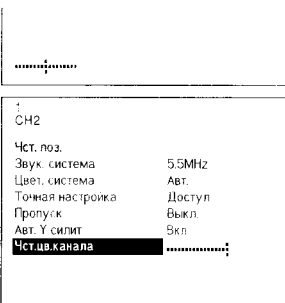 1
CH2
Чст. поз.
Звук. система 5.5MHz
Цвет. система Авт.
Точная настройка Доступ
Пропуск Выкл.
Авт. Y силит Вкл
Чст.цв.канала